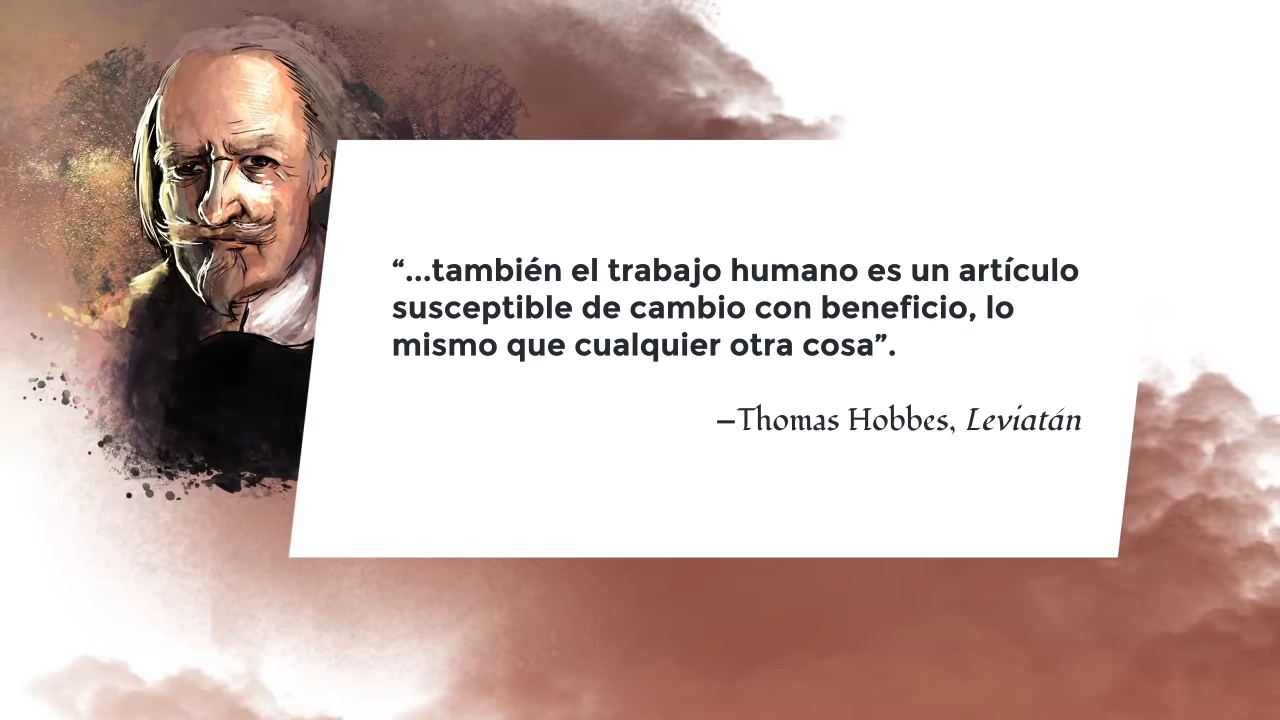 “...también el trabajo humano es un artículo
susceptible de cambio con beneficio, lo
mismo que cualquier otra cosa”.
—Thomas Hobbes, Leviatán